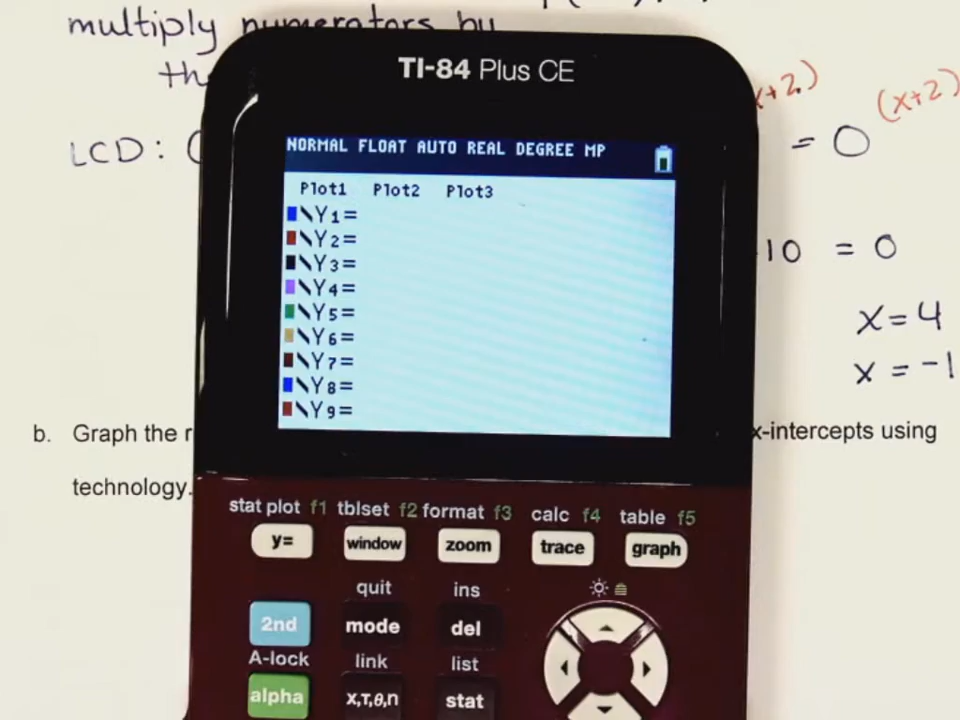 multiply numerators by
LCD: (
(x+2)
(x+2)
= 0
10 = 0
x = 4
x = -1
TI-84 Plus CE
NORMAL FLOAT AUTO REAL DEGREE MP
Plot1 Plot2 Plot3
\Y1=
\Y2=
\Y3=
\Y4=
\Y5=
\Y6=
\Y7=
\Y8=
\Y9=
b. Graph the r
x-intercepts using
technology.
stat plot f1 tblset f2 format f3 calc f4 table f5
y= window zoom trace graph
quit ins
2nd mode del
A-lock link list
alpha x,T,θ,n stat